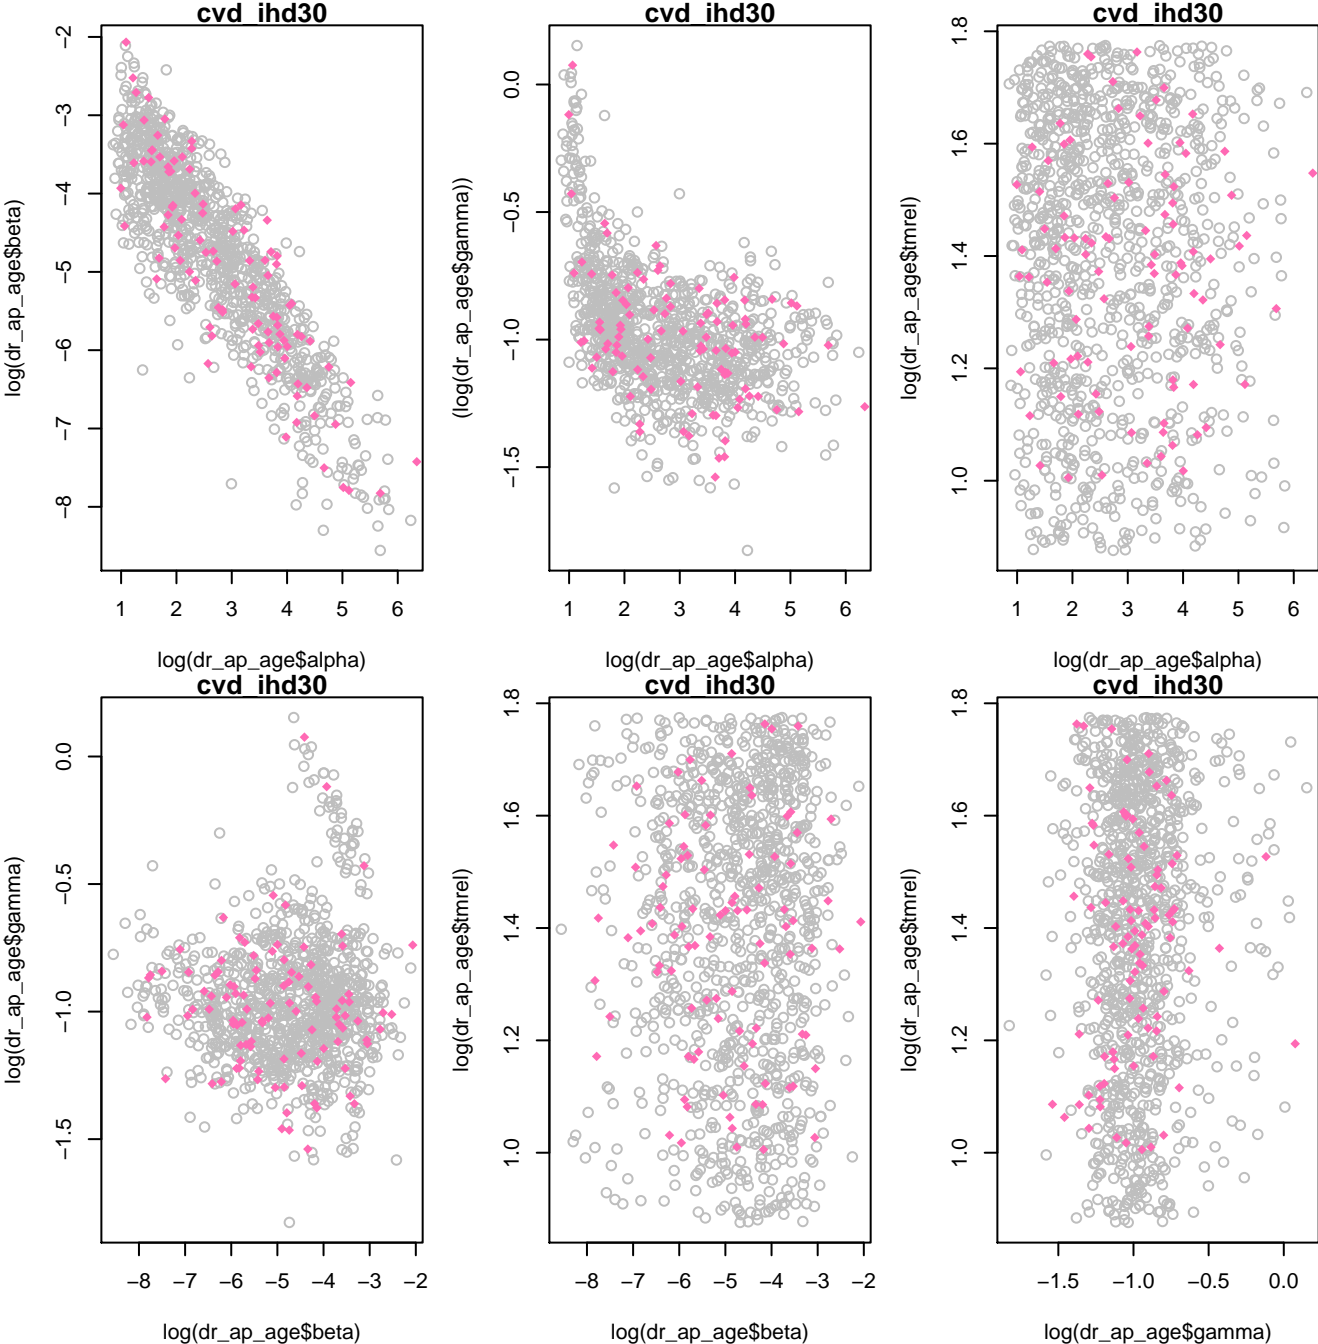 cvd_ihd30
cvd_ihd30
cvd_ihd30
−2
−3
−4
−5
−6
−7
−8
log(dr_ap_age$beta)
1 2 3 4 5 6
log(dr_ap_age$alpha)
0.0
−0.5
−1.0
−1.5
(log(dr_ap_age$gamma))
1 2 3 4 5 6
log(dr_ap_age$alpha)
1.8
1.6
1.4
1.2
1.0
log(dr_ap_age$tmrel)
1 2 3 4 5 6
log(dr_ap_age$alpha)
cvd_ihd30
cvd_ihd30
cvd_ihd30
0.0
−0.5
−1.0
−1.5
log(dr_ap_age$gamma)
−8 −7 −6 −5 −4 −3 −2
log(dr_ap_age$beta)
1.8
1.6
1.4
1.2
1.0
log(dr_ap_age$tmrel)
−8 −7 −6 −5 −4 −3 −2
log(dr_ap_age$beta)
1.8
1.6
1.4
1.2
1.0
log(dr_ap_age$tmrel)
−1.5 −1.0 −0.5 0.0
log(dr_ap_age$gamma)